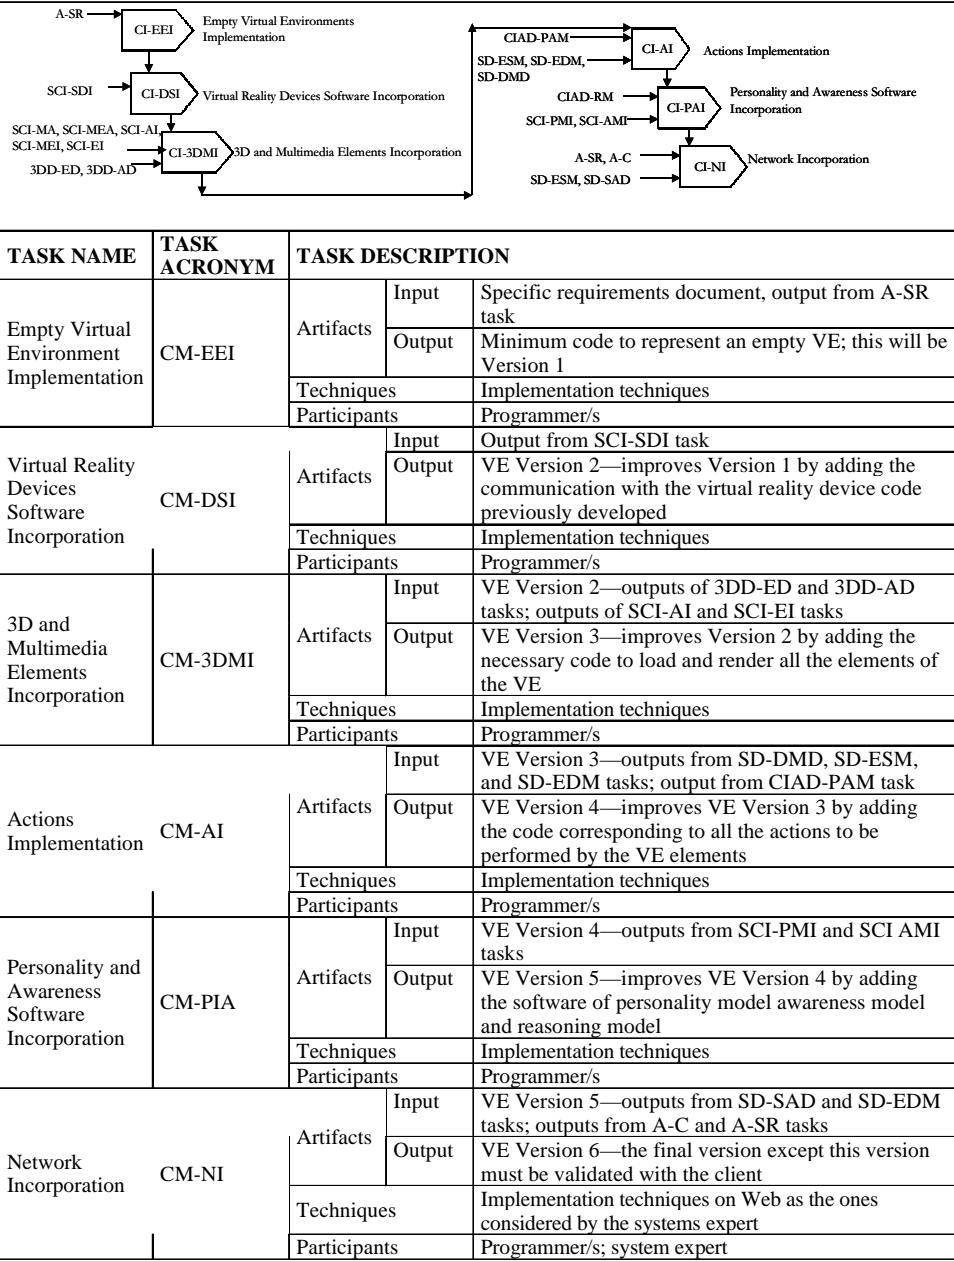 A-SR
CI-EEI
Empty Virtual Environments
Implementation
SCI-SDI
CI-DSI
Virtual Reality Devices Software Incorporation
SCI-MA, SCI-MEA, SCI-AI,
SCI-MEI, SCI-EI
3DD-ED, 3DD-AD
CI-3DMI
3D and Multimedia Elements Incorporation
CIAD-PAM
SD-ESM, SD-EDM,
SD-DMD
CI-AI
Actions Implementation
CIAD-RM
SCI-PMI, SCI-AMI
CI-PAI
Personality and Awareness Software
Incorporation
A-SR, A-C
SD-ESM, SD-SAD
CI-NI
Network Incorporation
TASK NAME
TASK
ACRONYM
TASK DESCRIPTION
Empty Virtual
Environment
Implementation
CM-EEI
Artifacts
Input
Specific requirements document, output from A-SR
task
Output
Minimum code to represent an empty VE; this will be
Version 1
Techniques
Implementation techniques
Participants
Programmer/s
Virtual Reality
Devices
Software
Incorporation
CM-DSI
Artifacts
Input
Output from SCI-SDI task
Output
VE Version 2—improves Version 1 by adding the
communication with the virtual reality device code
previously developed
Techniques
Implementation techniques
Participants
Programmer/s
3D and
Multimedia
Elements
Incorporation
CM-3DMI
Artifacts
Input
VE Version 2—outputs of 3DD-ED and 3DD-AD
tasks; outputs of SCI-AI and SCI-EI tasks
Output
VE Version 3—improves Version 2 by adding the
necessary code to load and render all the elements of
the VE
Techniques
Implementation techniques
Participants
Programmer/s
Actions
Implementation
CM-AI
Artifacts
Input
VE Version 3—outputs from SD-DMD, SD-ESM,
and SD-EDM tasks; output from CIAD-PAM task
Output
VE Version 4—improves VE Version 3 by adding
the code corresponding to all the actions to be
performed by the VE elements
Techniques
Implementation techniques
Participants
Programmer/s
Personality and
Awareness
Software
Incorporation
CM-PIA
Artifacts
Input
VE Version 4—outputs from SCI-PMI and SCI AMI
tasks
Output
VE Version 5—improves VE Version 4 by adding
the software of personality model awareness model
and reasoning model
Techniques
Implementation techniques
Participants
Programmer/s
Network
Incorporation
CM-NI
Artifacts
Input
VE Version 5—outputs from SD-SAD and SD-EDM
tasks; outputs from A-C and A-SR tasks
Output
VE Version 6—the final version except this version
must be validated with the client
Techniques
Implementation techniques on Web as the ones
considered by the systems expert
Participants
Programmer/s; system expert